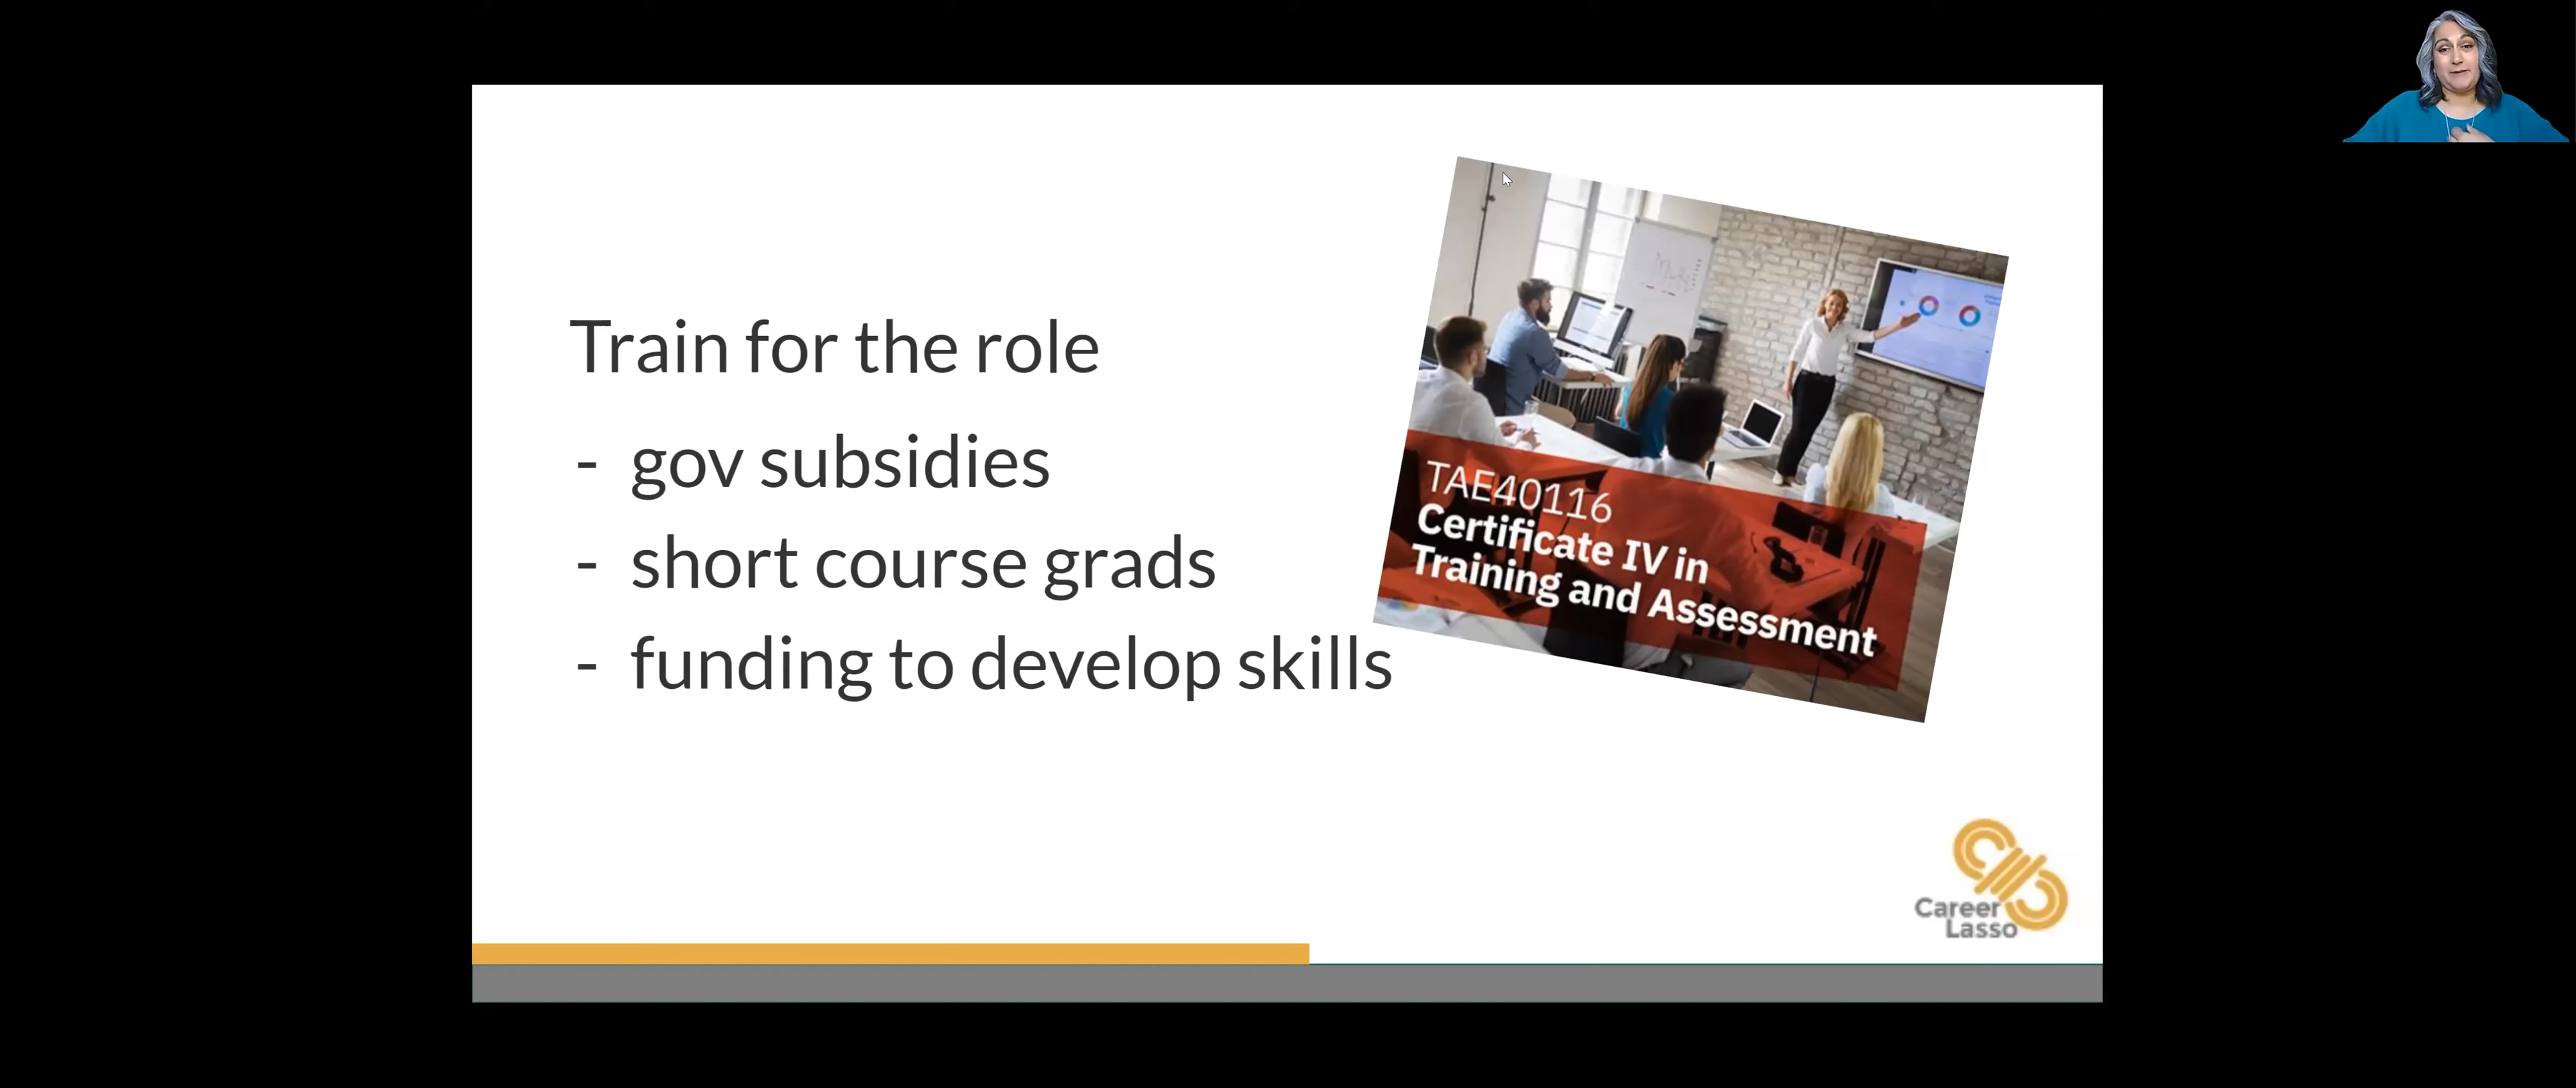 Train for the role
- gov subsidies
- short course grads
- funding to develop skills
TAE40116
Certificate IV in
Training and Assessment
Career
Lasso